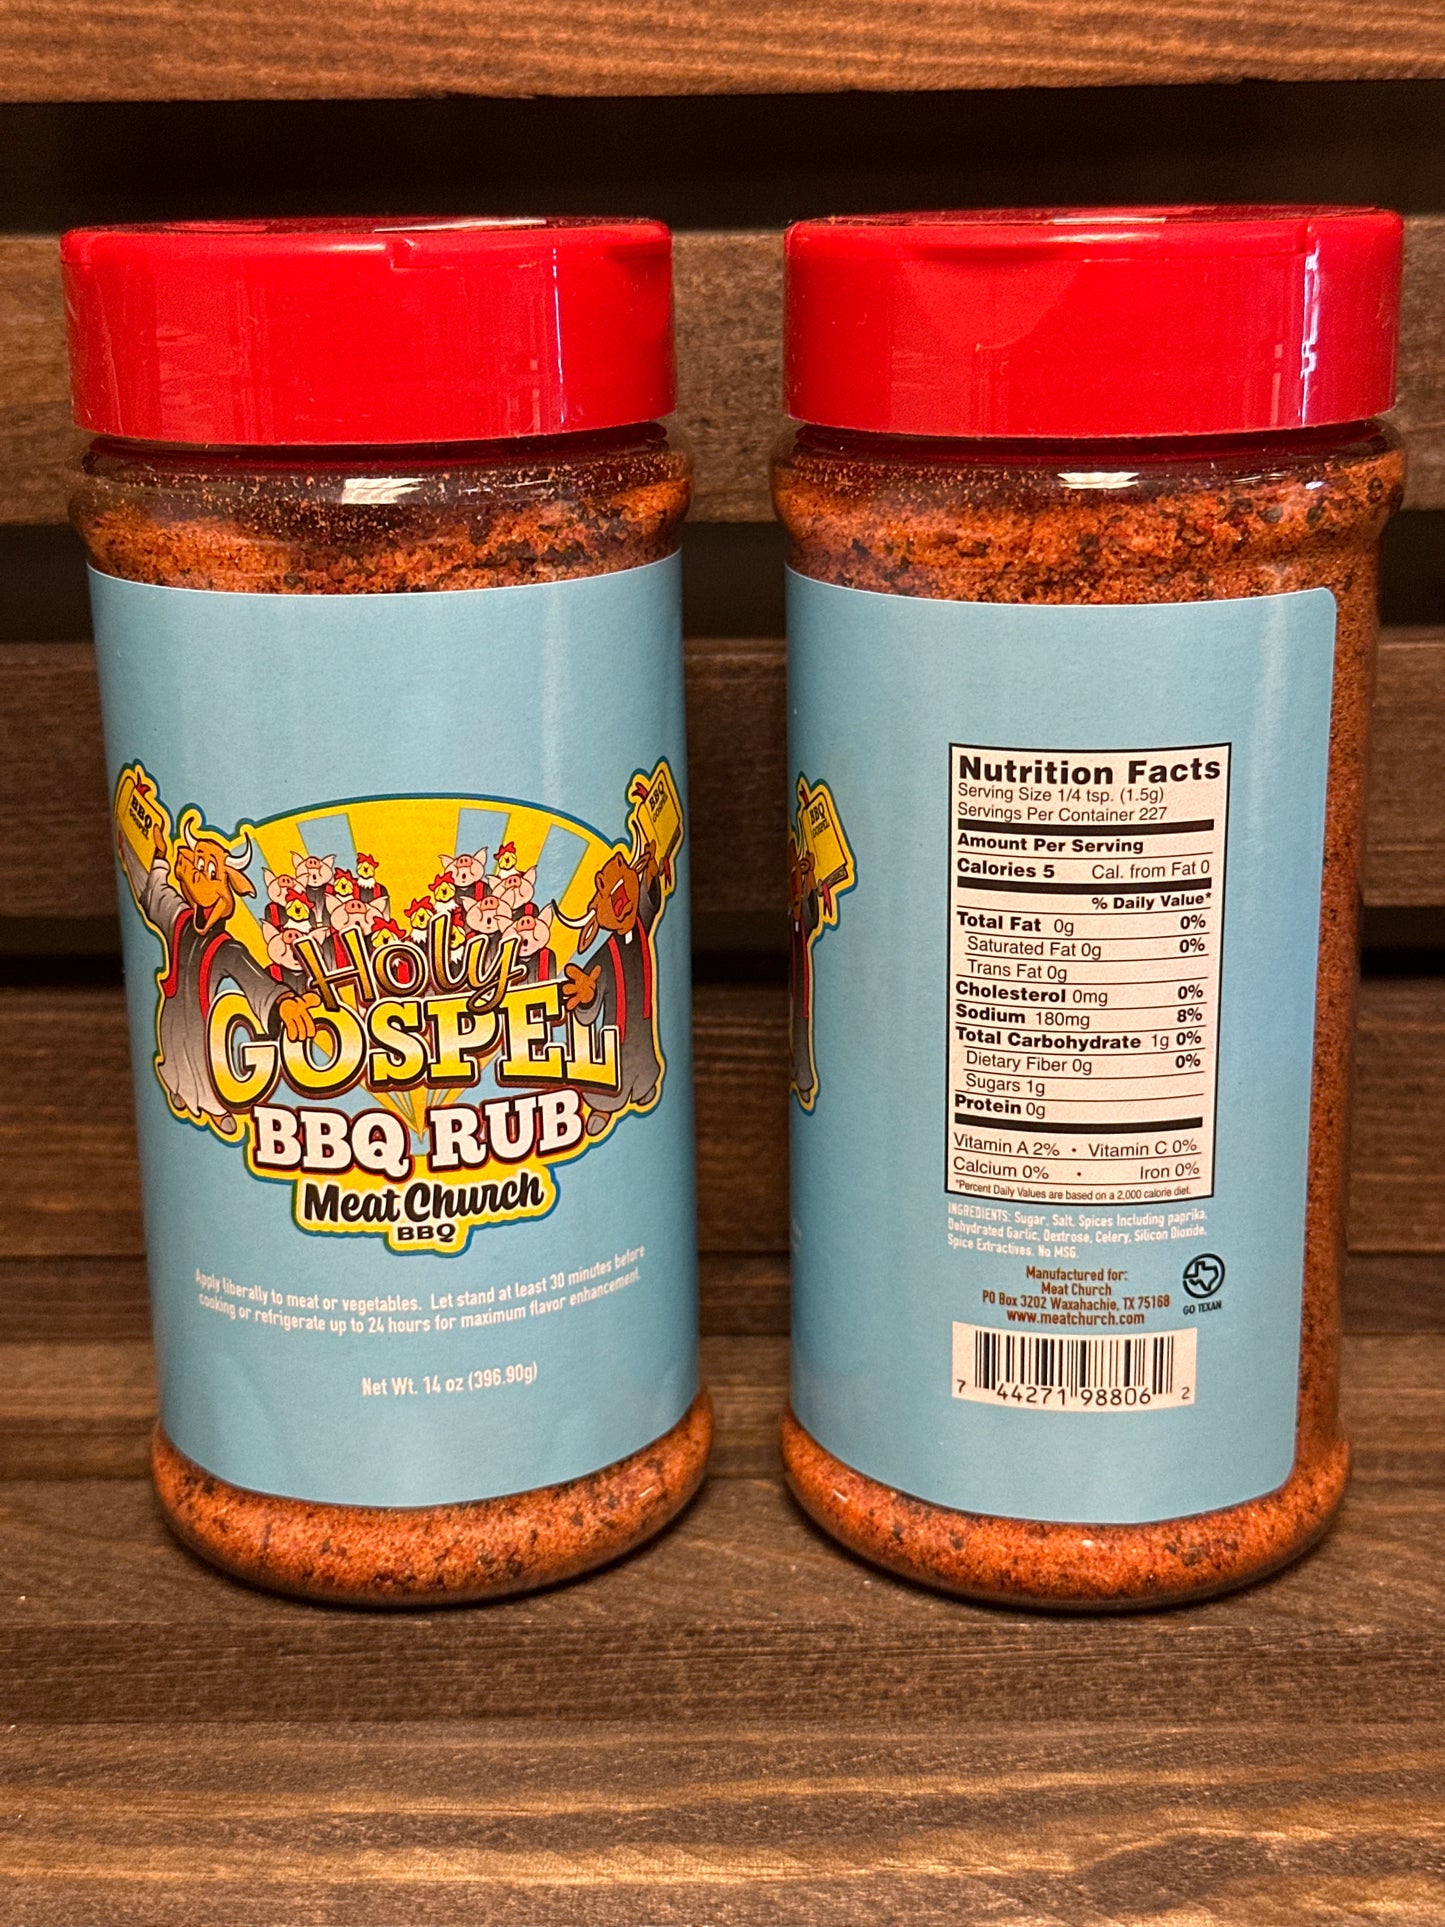 BBQ
GOSPEL
BBQ
GOSPEL
Holy
GOSPEL
BBQ RUB
Meat Church
BBQ
Apply liberally to meat or vegetables. Let stand at least 30 minutes before
cooking or refrigerate up to 24 hours for maximum flavor enhancement.
Net Wt. 14 oz (396.90g)
BBQ
GOSPEL
Nutrition Facts
Serving Size 1/4 tsp. (1.5g)
Servings Per Container 227
Amount Per Serving
Calories 5 Cal. from Fat 0
% Daily Value*
Total Fat 0g 0%
Saturated Fat 0g 0%
Trans Fat 0g
Cholesterol 0mg 0%
Sodium 180mg 8%
Total Carbohydrate 1g 0%
Dietary Fiber 0g 0%
Sugars 1g
Protein 0g
Vitamin A 2% • Vitamin C 0%
Calcium 0% • Iron 0%
*Percent Daily Values are based on a 2,000 calorie diet.
INGREDIENTS: Sugar, Salt, Spices Including paprika,
Dehydrated Garlic, Dextrose, Celery, Silicon Dioxide,
Spice Extractives. No MSG.
Manufactured for:
Meat Church
PO Box 3202 Waxahachie, TX 75168
www.meatchurch.com
GO TEXAN
7 44271 98806 2